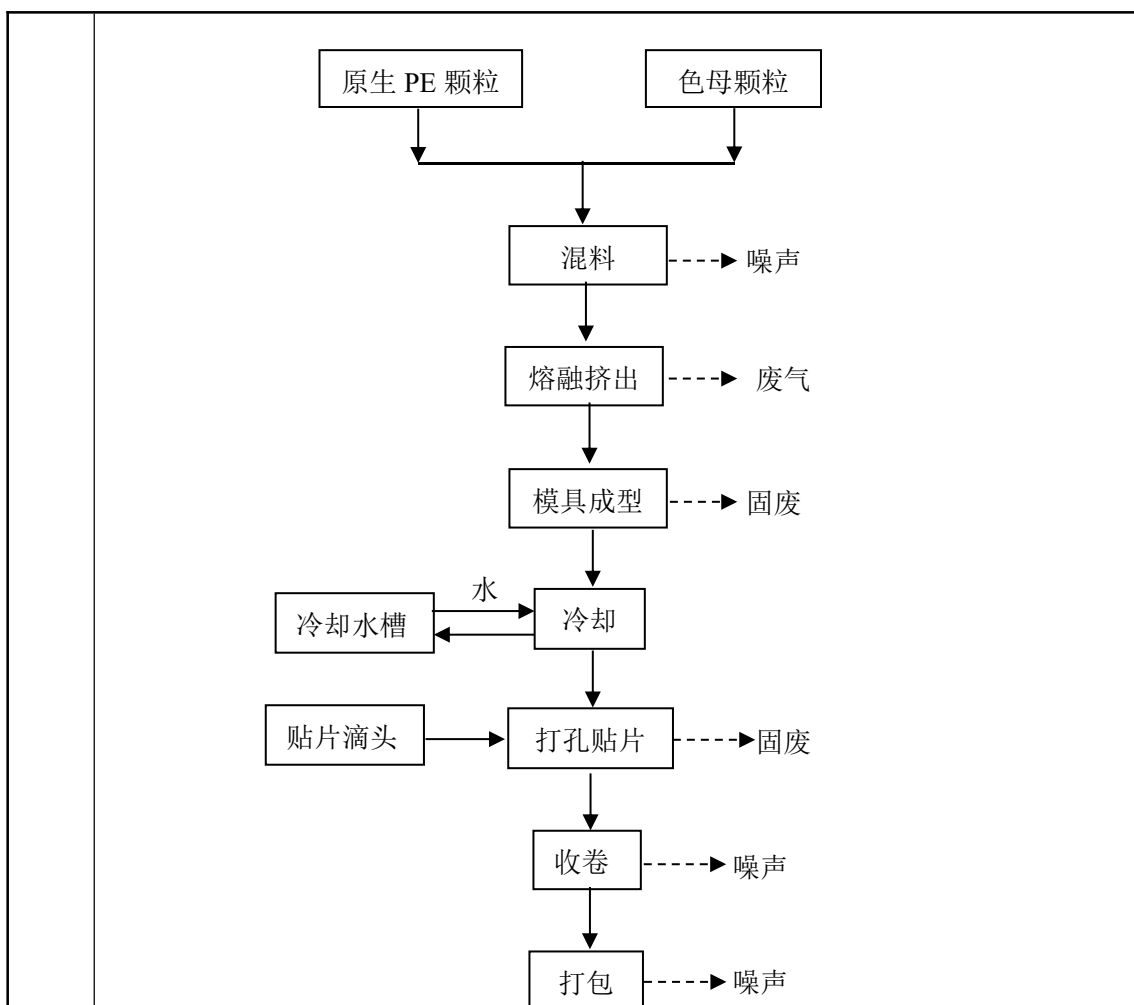 原生 PE 颗粒
色母颗粒
混料
噪声
熔融挤出
废气
模具成型
固废
水
冷却水槽
冷却
贴片滴头
打孔贴片
固废
收卷
噪声
打包
噪声